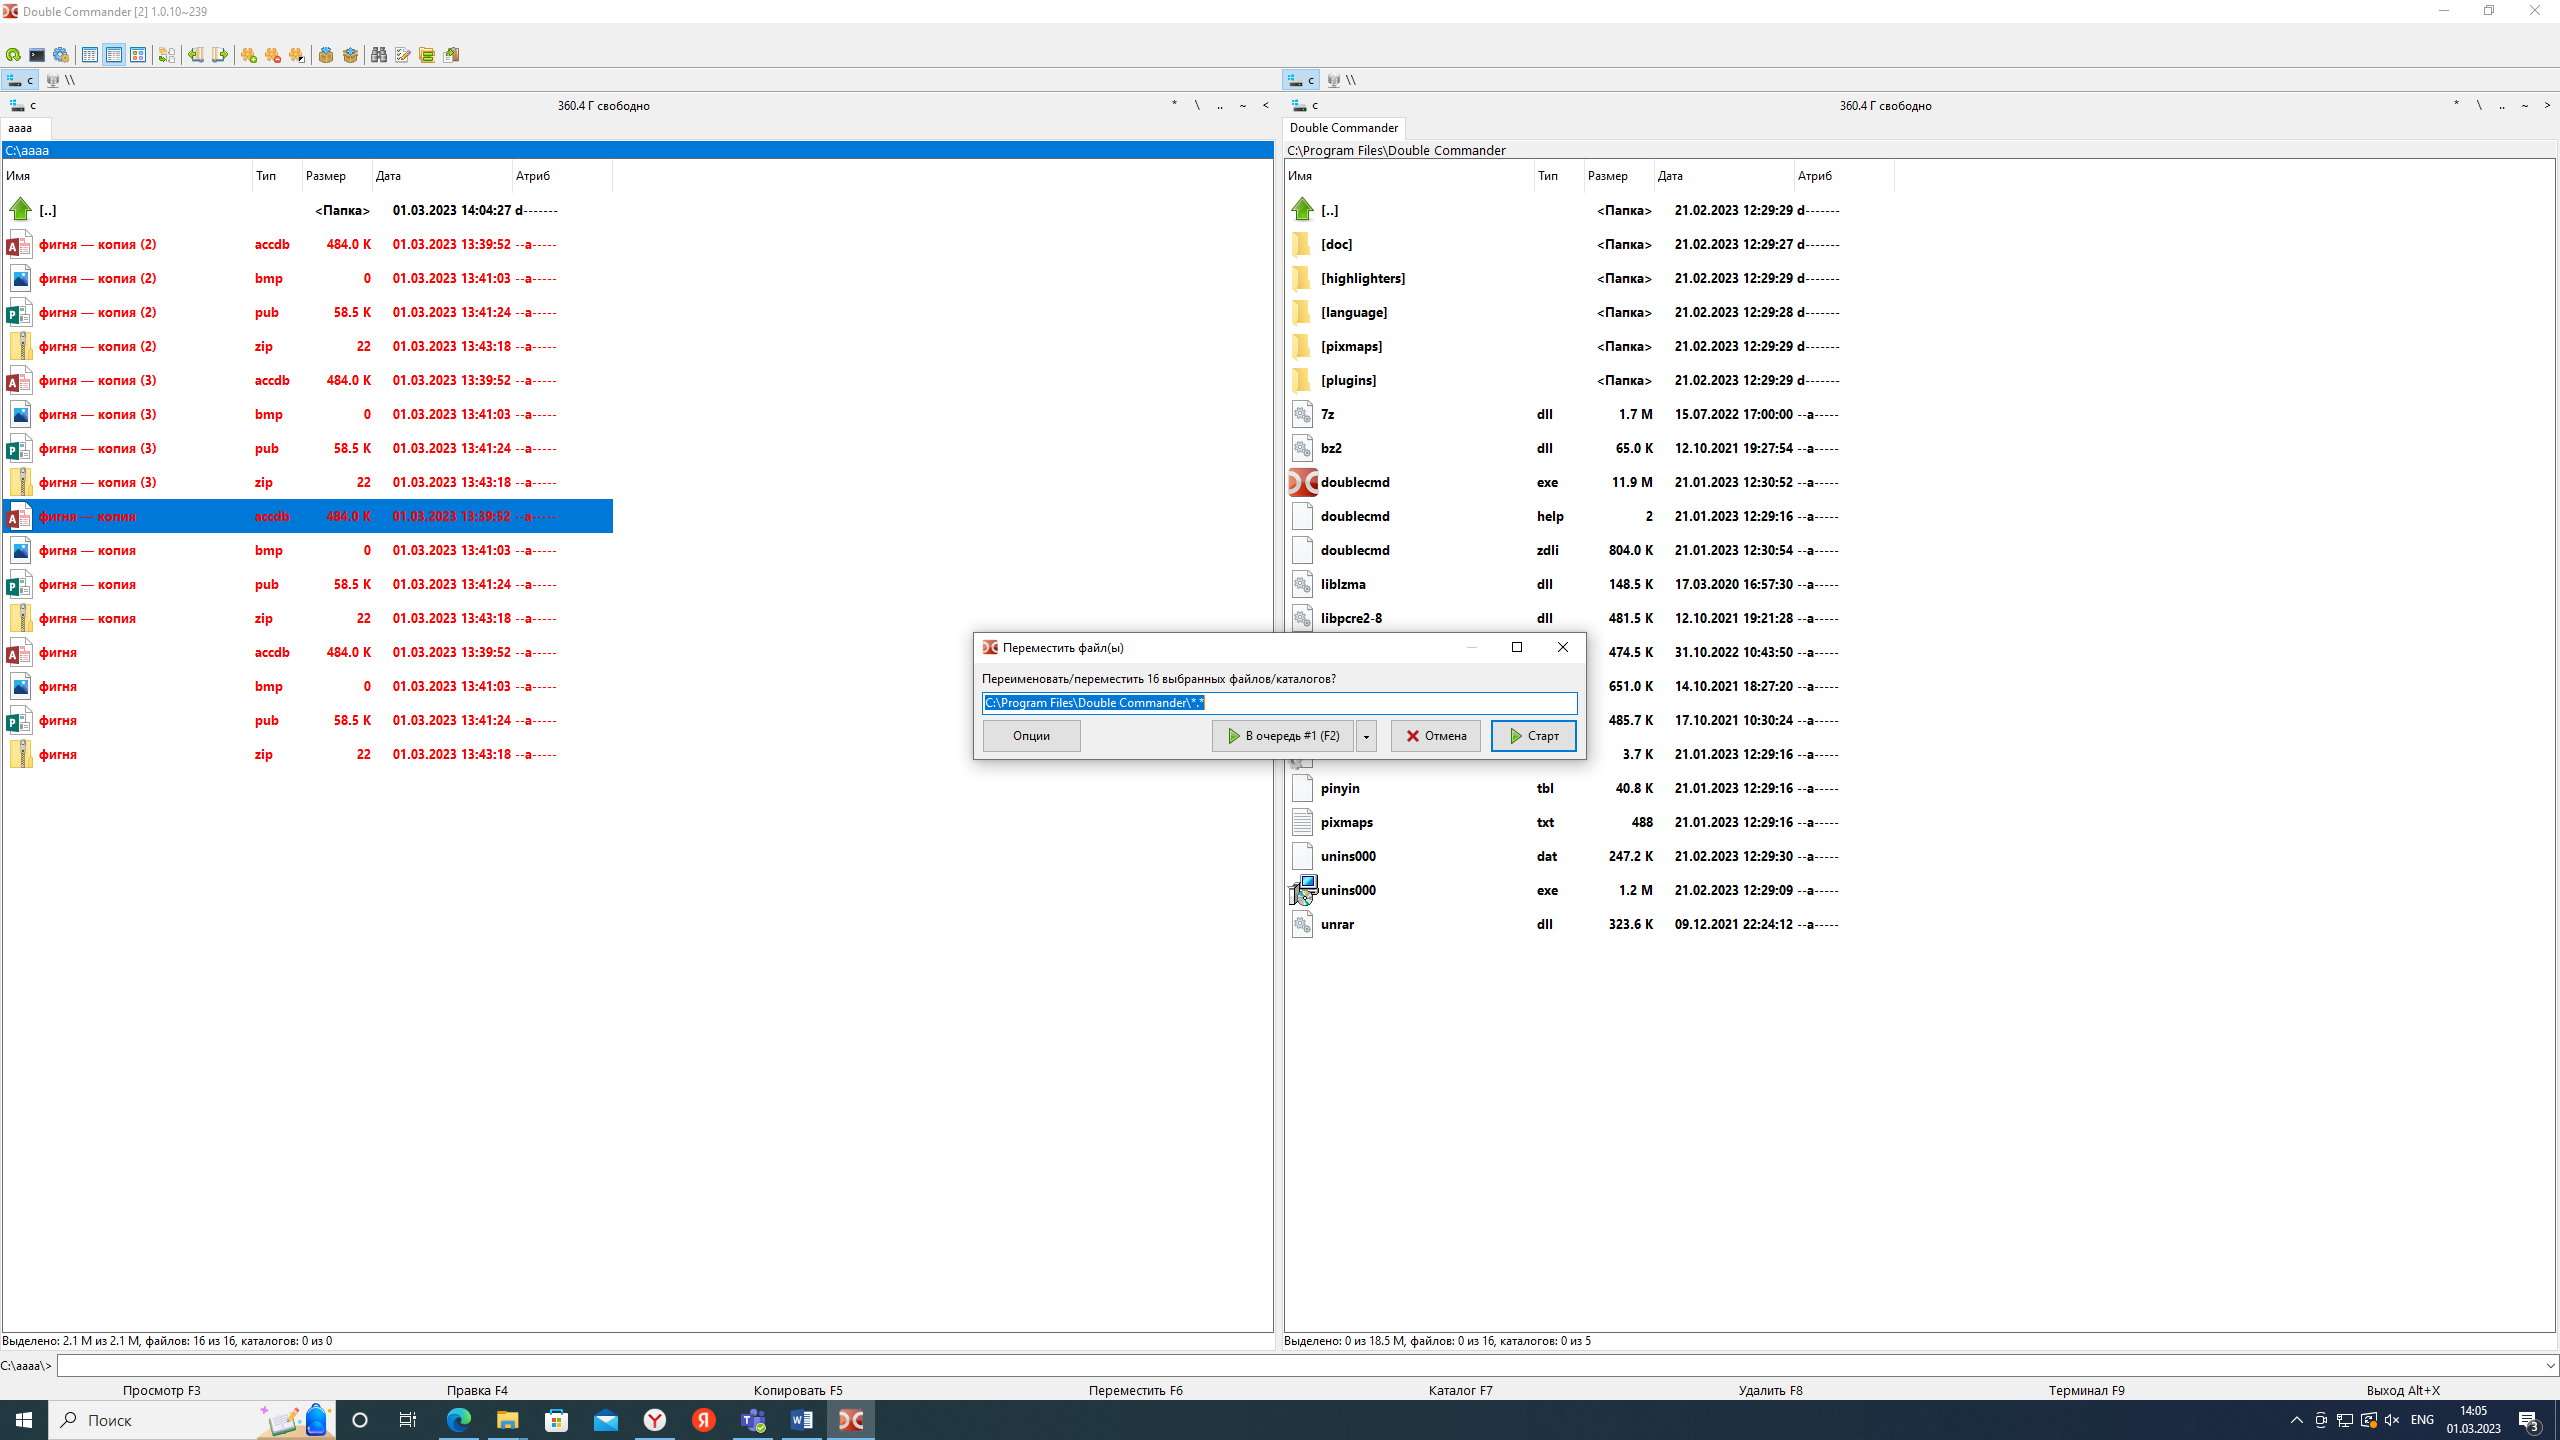 Double Commander [2] 1.0.10~239
c \\
c \\
c 360.4 Г свободно * \ .. ~ <
c 360.4 Г свободно * \ .. ~ >
aaaa
Double Commander
C:\aaaa
C:\Program Files\Double Commander
Имя Тип Размер Дата Атриб
[..] <Папка> 01.03.2023 14:04:27 d-------
фигня — копия (2) accdb 484.0 K 01.03.2023 13:39:52 --a-----
фигня — копия (2) bmp 0 01.03.2023 13:41:03 --a-----
фигня — копия (2) pub 58.5 K 01.03.2023 13:41:24 --a-----
фигня — копия (2) zip 22 01.03.2023 13:43:18 --a-----
фигня — копия (3) accdb 484.0 K 01.03.2023 13:39:52 --a-----
фигня — копия (3) bmp 0 01.03.2023 13:41:03 --a-----
фигня — копия (3) pub 58.5 K 01.03.2023 13:41:24 --a-----
фигня — копия (3) zip 22 01.03.2023 13:43:18 --a-----
фигня — копия accdb 484.0 K 01.03.2023 13:39:52 --a-----
фигня — копия bmp 0 01.03.2023 13:41:03 --a-----
фигня — копия pub 58.5 K 01.03.2023 13:41:24 --a-----
фигня — копия zip 22 01.03.2023 13:43:18 --a-----
фигня accdb 484.0 K 01.03.2023 13:39:52 --a-----
фигня bmp 0 01.03.2023 13:41:03 --a-----
фигня pub 58.5 K 01.03.2023 13:41:24 --a-----
фигня zip 22 01.03.2023 13:43:18 --a-----
Имя Тип Размер Дата Атриб
[..] <Папка> 21.02.2023 12:29:29 d-------
[doc] <Папка> 21.02.2023 12:29:27 d-------
[highlighters] <Папка> 21.02.2023 12:29:29 d-------
[language] <Папка> 21.02.2023 12:29:28 d-------
[pixmaps] <Папка> 21.02.2023 12:29:29 d-------
[plugins] <Папка> 21.02.2023 12:29:29 d-------
7z dll 1.7 M 15.07.2022 17:00:00 --a-----
bz2 dll 65.0 K 12.10.2021 19:27:54 --a-----
doublecmd exe 11.9 M 21.01.2023 12:30:52 --a-----
doublecmd help 2 21.01.2023 12:29:16 --a-----
doublecmd zdli 804.0 K 21.01.2023 12:30:54 --a-----
liblzma dll 148.5 K 17.03.2020 16:57:30 --a-----
libpcre2-8 dll 481.5 K 12.10.2021 19:21:28 --a-----
474.5 K 31.10.2022 10:43:50 --a-----
651.0 K 14.10.2021 18:27:20 --a-----
485.7 K 17.10.2021 10:30:24 --a-----
3.7 K 21.01.2023 12:29:16 --a-----
pinyin tbl 40.8 K 21.01.2023 12:29:16 --a-----
pixmaps txt 488 21.01.2023 12:29:16 --a-----
unins000 dat 247.2 K 21.02.2023 12:29:30 --a-----
unins000 exe 1.2 M 21.02.2023 12:29:09 --a-----
unrar dll 323.6 K 09.12.2021 22:24:12 --a-----
Переместить файл(ы)
Переименовать/переместить 16 выбранных файлов/каталогов?
C:\Program Files\Double Commander\*.*
Опции В очередь #1 (F2) Отмена Старт
Выделено: 2.1 M из 2.1 M, файлов: 16 из 16, каталогов: 0 из 0
Выделено: 0 из 18.5 M, файлов: 0 из 16, каталогов: 0 из 5
C:\aaaa\>
Просмотр F3 Правка F4 Копировать F5 Переместить F6 Каталог F7 Удалить F8 Терминал F9 Выход Alt+X
Поиск
ENG
14:05
01.03.2023
3